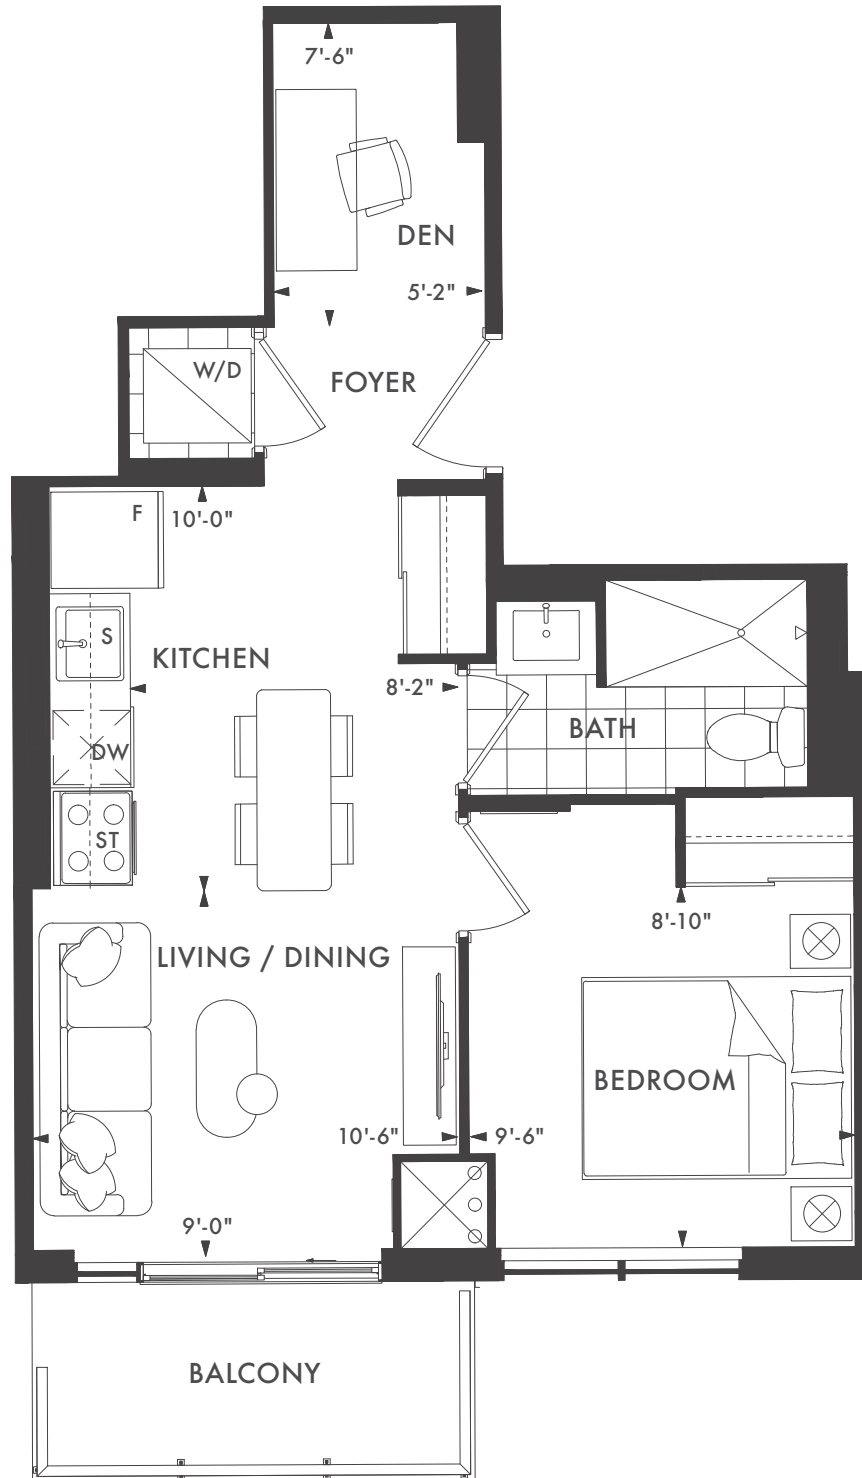 7'-6"
DEN
5'-2"
W/D
FOYER
F
10'-0"
S
KITCHEN
8'-2"
BATH
DW
ST
8'-10"
LIVING / DINING
BEDROOM
10'-6"
9'-6"
9'-0"
BALCONY